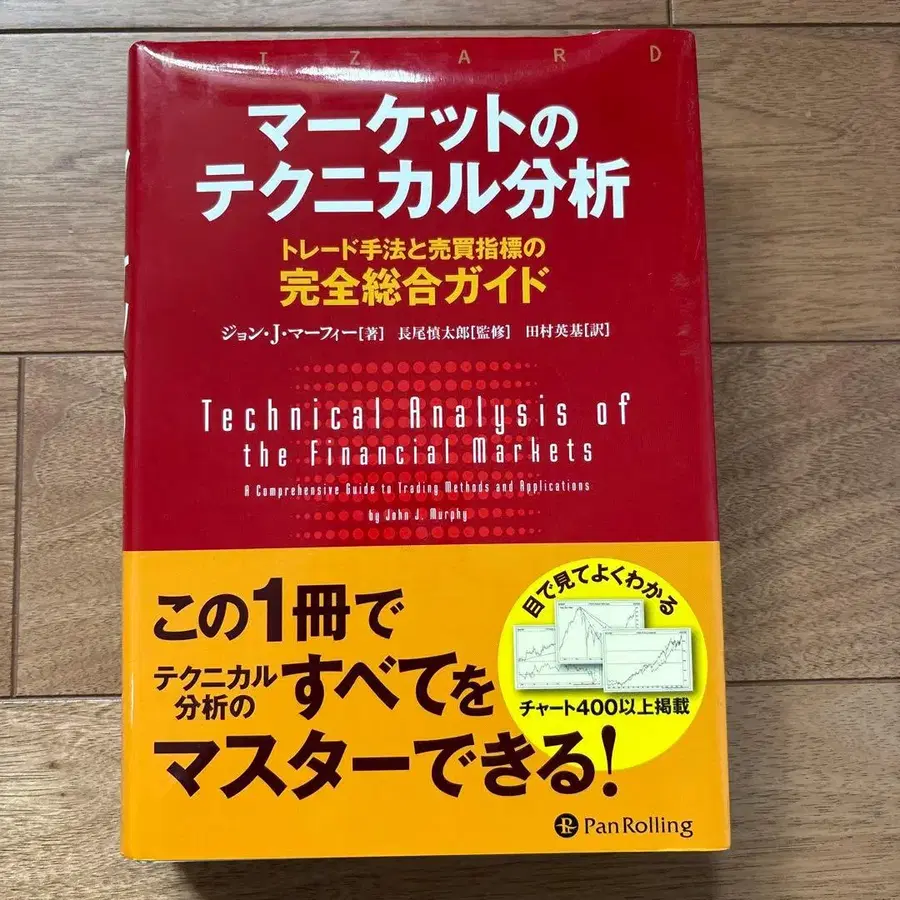 WIZARD
マーケットの
テクニカル分析
トレード手法と売買指標の
完全総合ガイド
ジョン・J・マーフィー[著] 長尾慎太郎[監修] 田村英基[訳]
Technical Analysis of
the Financial Markets
A Comprehensive Guide to Trading Methods and Applications
by John J. Murphy
この1冊で
テクニカル
分析の
すべてを
マスターできる!
目で見てよくわかる
チャート400以上掲載
PanRolling